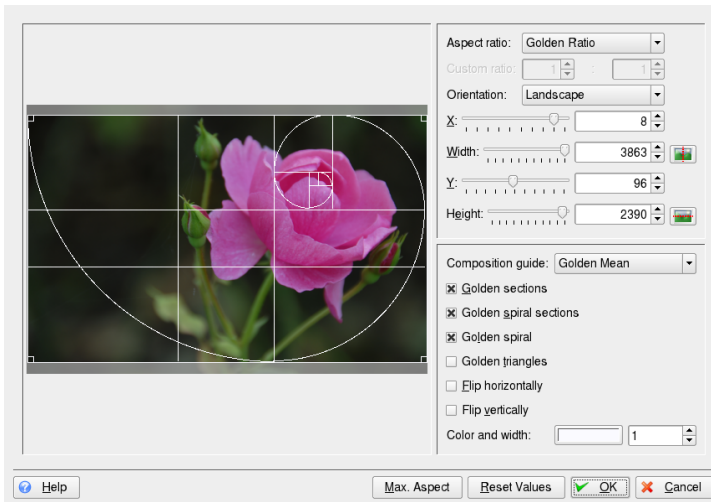 Aspect ratio: Golden Ratio
Custom ratio: 1 : 1
Orientation: Landscape
X: 8
Width: 3863
Y: 96
Height: 2390
Composition guide: Golden Mean
Golden sections
Golden spiral sections
Golden spiral
Golden triangles
Flip horizontally
Flip vertically
Color and width: 1
Help Max. Aspect Reset Values OK Cancel